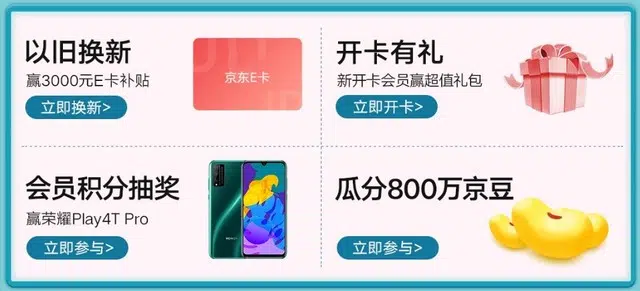 以旧换新
赢3000元E卡补贴
立即换新>
京东E卡
开卡有礼
新开卡会员赢超值礼包
立即开卡>
会员积分抽奖
赢荣耀Play4T Pro
立即参与>
瓜分800万京豆
立即参与>